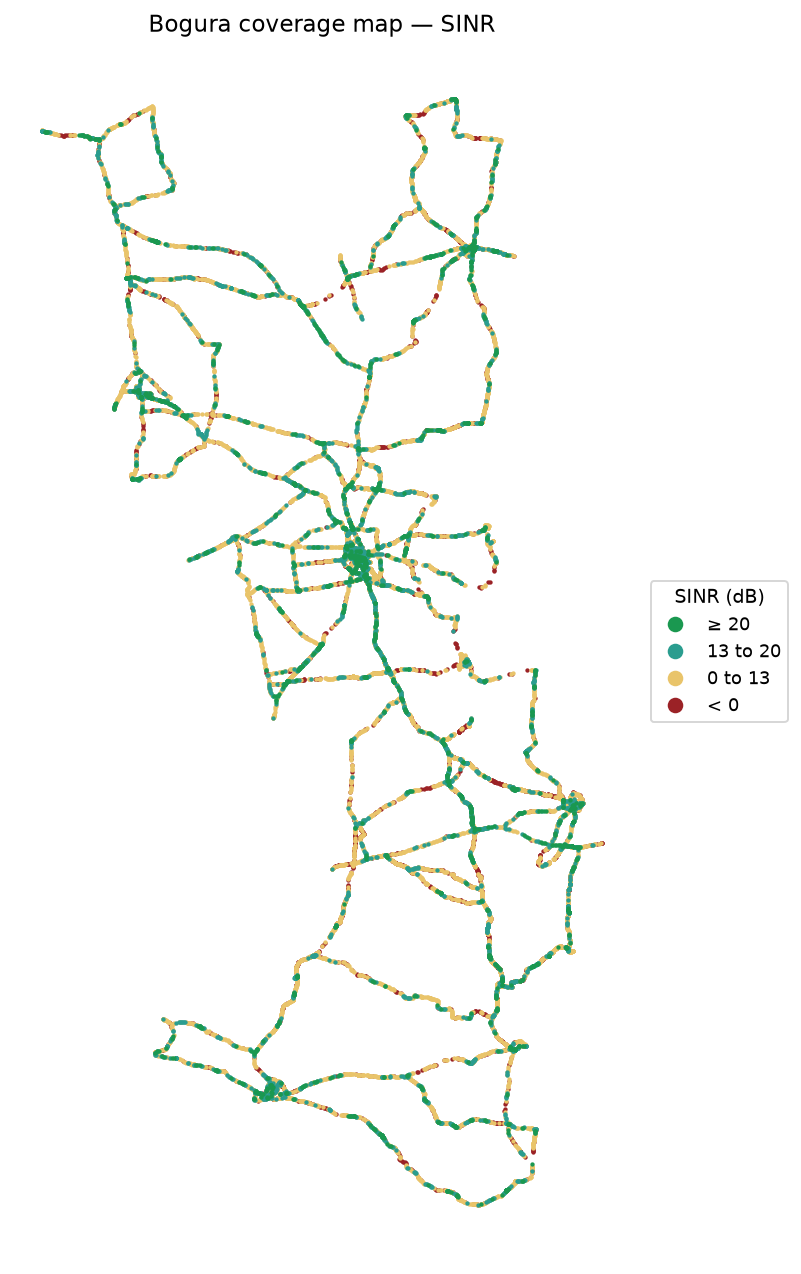 Bogura coverage map — SINR
SINR (dB)
≥ 20
13 to 20
0 to 13
< 0